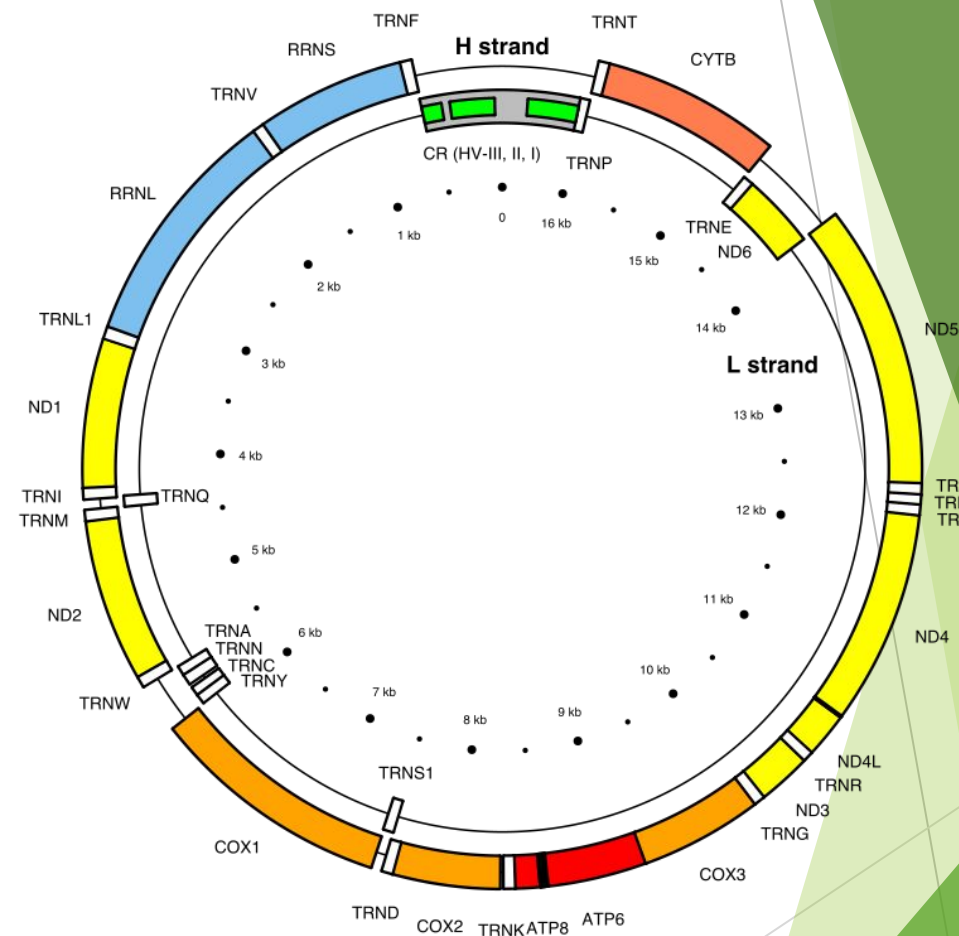 TRNF
TRNT
H strand
RRNS
CYTB
TRNV
CR (HV-III, II, I)
TRNP
RRNL
0
16 kb
1 kb
TRNE
15 kb
ND6
2 kb
TRNL1
14 kb
ND5
3 kb
L strand
ND1
13 kb
4 kb
TRNI
TRNQ
TRNM
12 kb
5 kb
ND2
11 kb
TRNA
6 kb
ND4
TRNN
TRNC
10 kb
TRNY
7 kb
TRNW
9 kb
8 kb
ND4L
TRNS1
TRNR
ND3
TRNG
COX1
COX3
TRND
COX2
TRNK
ATP8
ATP6